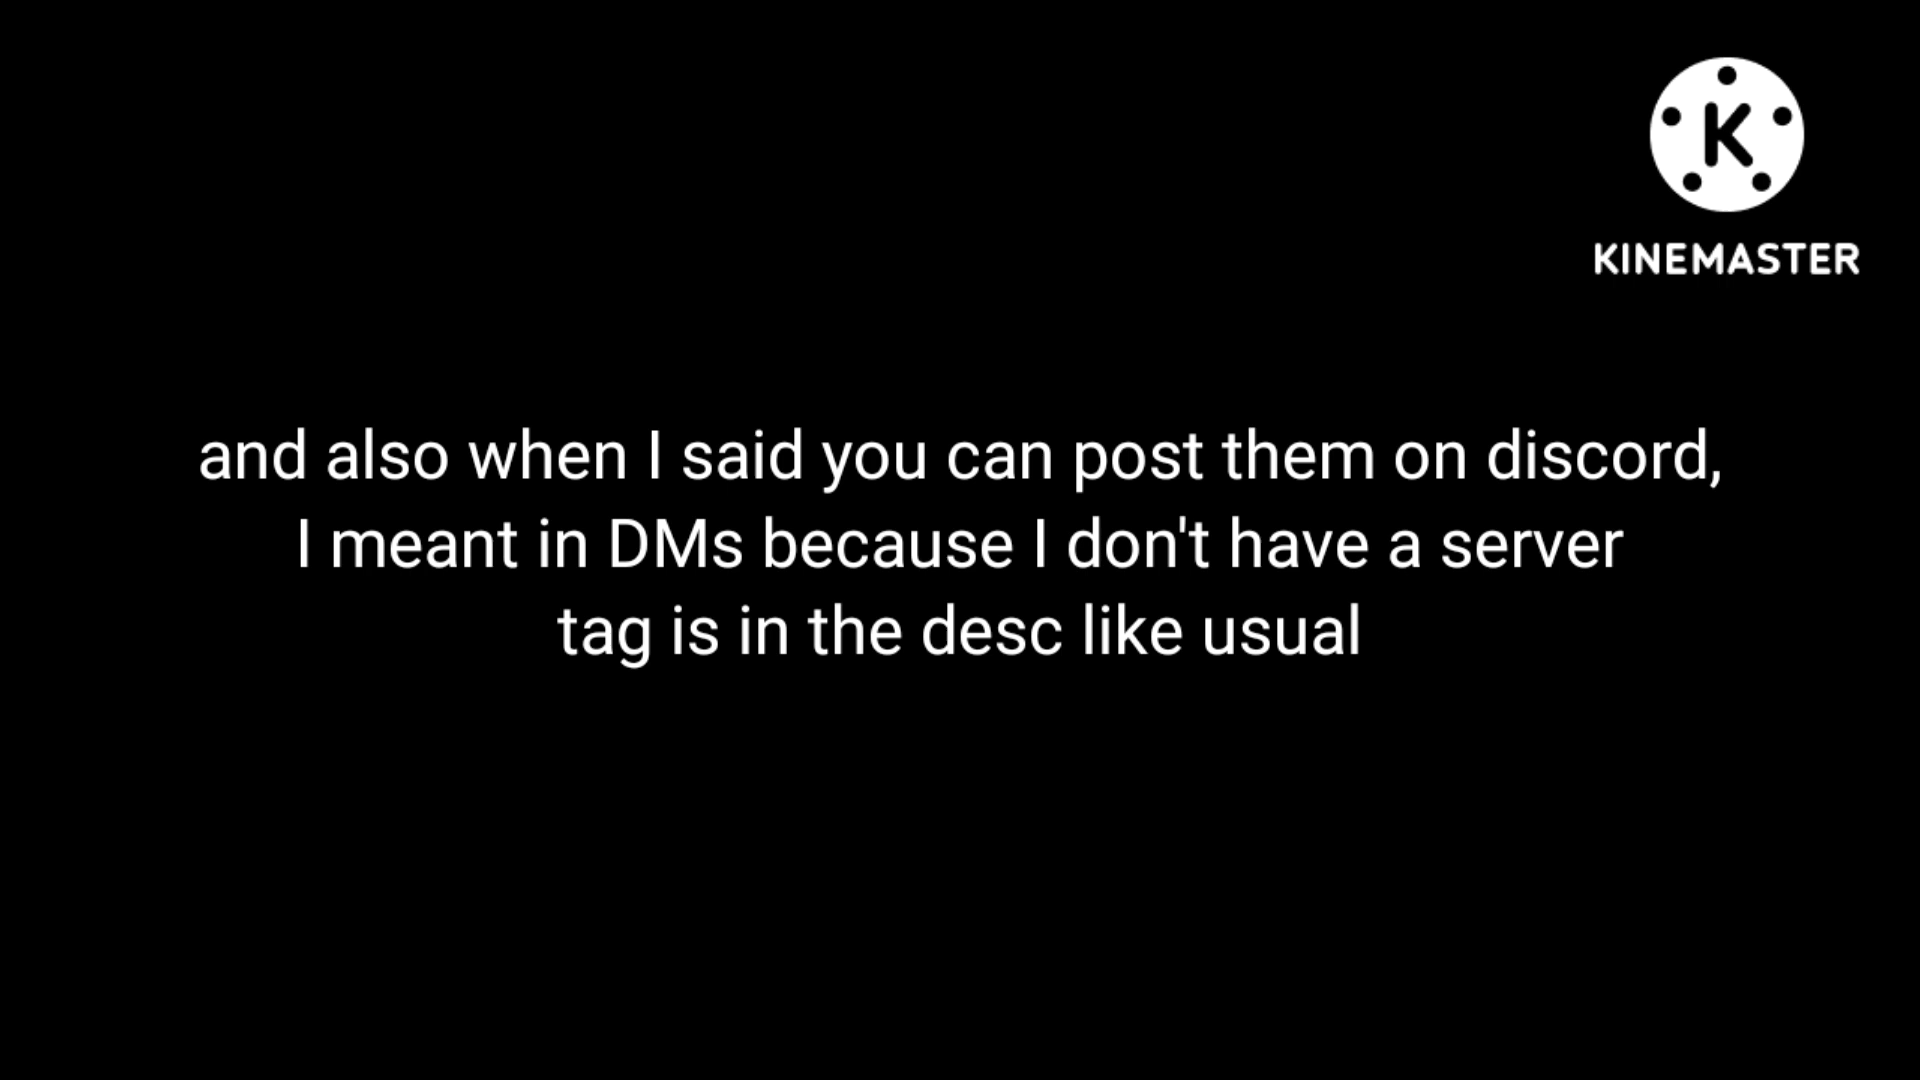 K
KINEMASTER
and also when I said you can post them on discord,
I meant in DMs because I don't have a server
tag is in the desc like usual